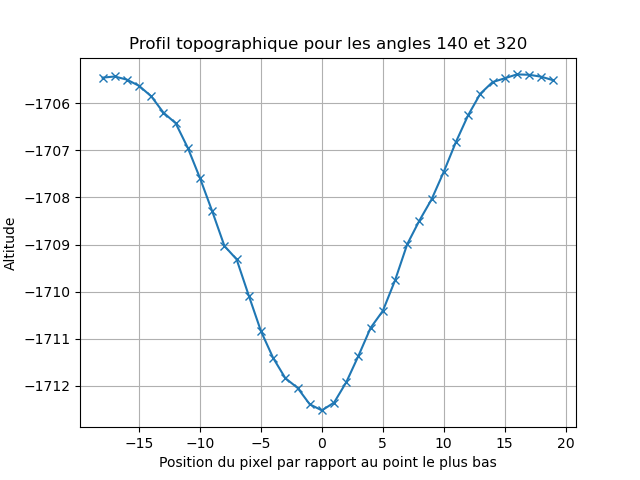 Profil topographique pour les angles 140 et 320
Altitude
−1706
−1707
−1708
−1709
−1710
−1711
−1712
−15 −10 −5 0 5 10 15 20
Position du pixel par rapport au point le plus bas